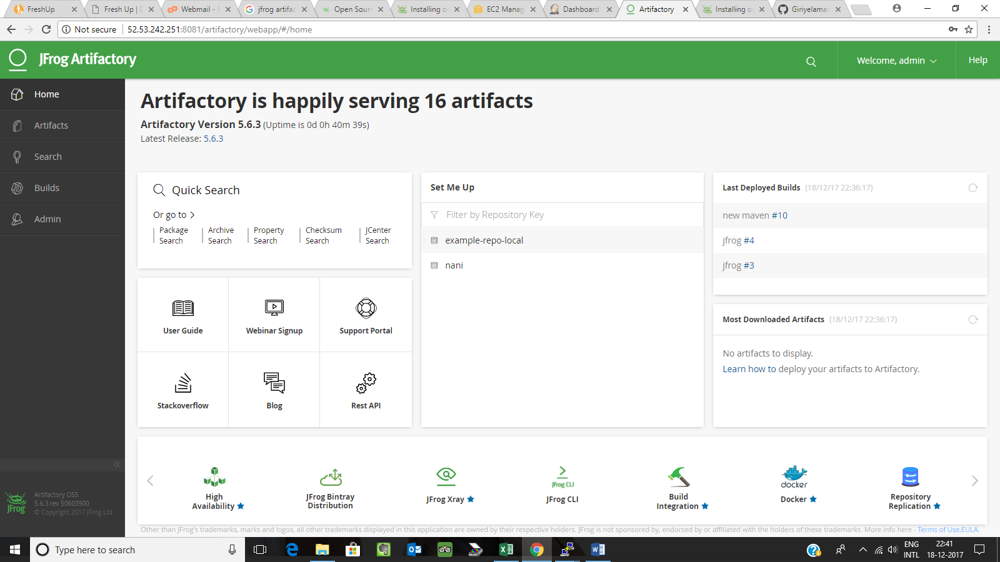 FreshUp
Fresh Up | D
Webmail -
jfrog artifac
Open Sourc
Installing o
EC2 Manag
Dashboard
Artifactory
Installing o
Giriyelamar
Not secure
52.53.242.251:8081/artifactory/webapp/#/home
JFrog Artifactory
Welcome, admin
Help
Home
Artifacts
Search
Builds
Admin
Artifactory is happily serving 16 artifacts
Artifactory Version 5.6.3 (Uptime is 0d 0h 40m 39s)
Latest Release: 5.6.3
Quick Search
Or go to >
Package Search
Archive Search
Property Search
Checksum Search
JCenter Search
Set Me Up
Filter by Repository Key
example-repo-local
nani
Last Deployed Builds (18/12/17 22:36:17)
new maven #10
jfrog #4
jfrog #3
Most Downloaded Artifacts (18/12/17 22:36:17)
No artifacts to display.
Learn how to deploy your artifacts to Artifactory.
User Guide
Webinar Signup
Support Portal
Stackoverflow
Blog
Rest API
High
Availability
JFrog Bintray
Distribution
JFrog Xray
JFrog CLI
JFrog CLI
Build
Integration
docker
Docker
Repository
Replication
JFrog
Artifactory OSS
5.6.3 rev 50603900
© Copyright 2017 JFrog Ltd
Other than JFrog's trademarks, marks and logos, all other trademarks displayed in this application are owned by their respective holders. JFrog is not sponsored by, endorsed by or affiliated with the holders of these trademarks. More info here - Terms of Use,EULA.
Type here to search
ENG
INTL
22:41
18-12-2017